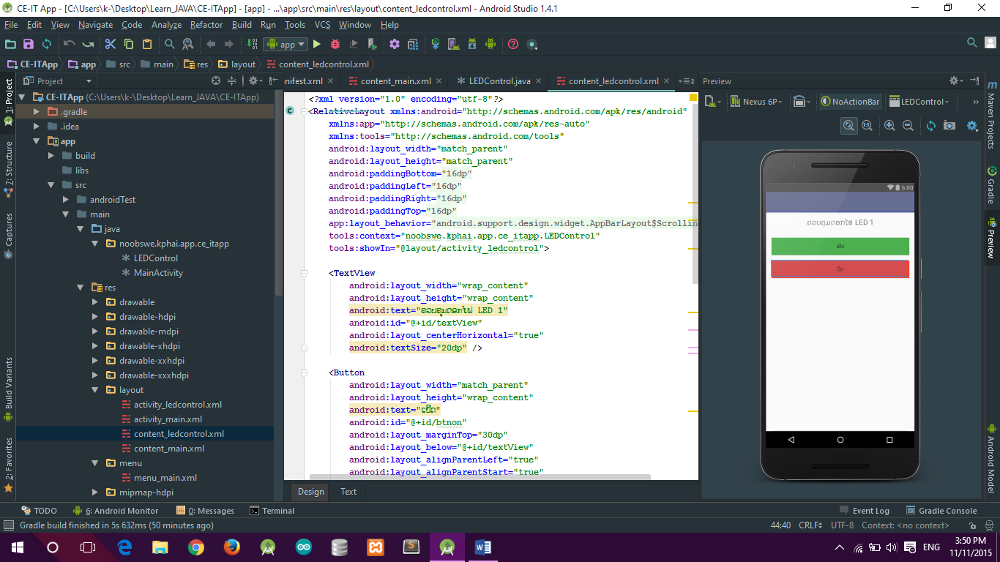 CE-IT App - [C:\Users\k-\Desktop\Learn_JAVA\CE-ITApp] - [app] - ...\app\src\main\res\layout\content_ledcontrol.xml - Android Studio 1.4.1
File Edit View Navigate Code Analyze Refactor Build Run Tools VCS Window Help
app
CE-ITApp app src main res layout content_ledcontrol.xml
Project
nifest.xml content_main.xml LEDControl.java content_ledcontrol.xml
2
Preview
1: Project
7: Structure
Captures
Build Variants
2: Favorites
CE-ITApp (C:\Users\k-\Desktop\Learn_JAVA\CE-ITApp)
.gradle
.idea
app
build
libs
src
androidTest
main
java
noobswe.kphai.app.ce_itapp
LEDControl
MainActivity
res
drawable
drawable-hdpi
drawable-mdpi
drawable-xhdpi
drawable-xxhdpi
drawable-xxxhdpi
layout
activity_ledcontrol.xml
activity_main.xml
content_ledcontrol.xml
content_main.xml
menu
menu_main.xml
mipmap-hdpi
<?xml version="1.0" encoding="utf-8"?>
<RelativeLayout xmlns:android="http://schemas.android.com/apk/res/android"
xmlns:app="http://schemas.android.com/apk/res-auto"
xmlns:tools="http://schemas.android.com/tools"
android:layout_width="match_parent"
android:layout_height="match_parent"
android:paddingBottom="16dp"
android:paddingLeft="16dp"
android:paddingRight="16dp"
android:paddingTop="16dp"
app:layout_behavior="android.support.design.widget.AppBarLayout$Scrollin
tools:context="noobswe.kphai.app.ce_itapp.LEDControl"
tools:showIn="@layout/activity_ledcontrol">
<TextView
android:layout_width="wrap_content"
android:layout_height="wrap_content"
android:text="ຄວບຄຸມດອກໄຟ LED 1"
android:id="@+id/textView"
android:layout_centerHorizontal="true"
android:textSize="20dp" />
<Button
android:layout_width="match_parent"
android:layout_height="wrap_content"
android:text="ເປີດ"
android:id="@+id/btnon"
android:layout_marginTop="30dp"
android:layout_below="@+id/textView"
android:layout_alignParentLeft="true"
android:layout_alignParentStart="true"
Design Text
Nexus 6P NoActionBar LEDControl
6:00
ຄວບຄຸມດອກໄຟ LED 1
ເປີດ
ປິດ
Maven Projects
Gradle
Preview
Android Model
TODO 6: Android Monitor 0: Messages Terminal Event Log Gradle Console
Gradle build finished in 5s 632ms (50 minutes ago) 44:40 CRLF UTF-8 Context: <no context>
ENG
3:50 PM
11/11/2015